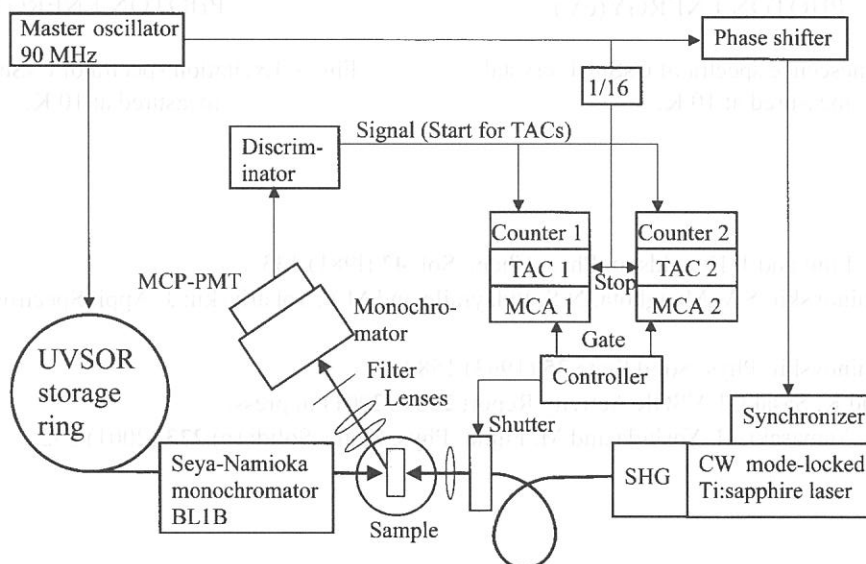 Master oscillator
90 MHz
Phase shifter
1/16
Signal (Start for TACs)
Discrim-
inator
Counter 1
Counter 2
TAC 1
Stop
TAC 2
MCA 1
MCA 2
MCP-PMT
Monochro-
mator
Gate
Controller
Filter
Lenses
UVSOR
storage
ring
Shutter
Synchronizer
Seya-Namioka
monochromator
BL1B
Sample
SHG
CW mode-locked
Ti:sapphire laser